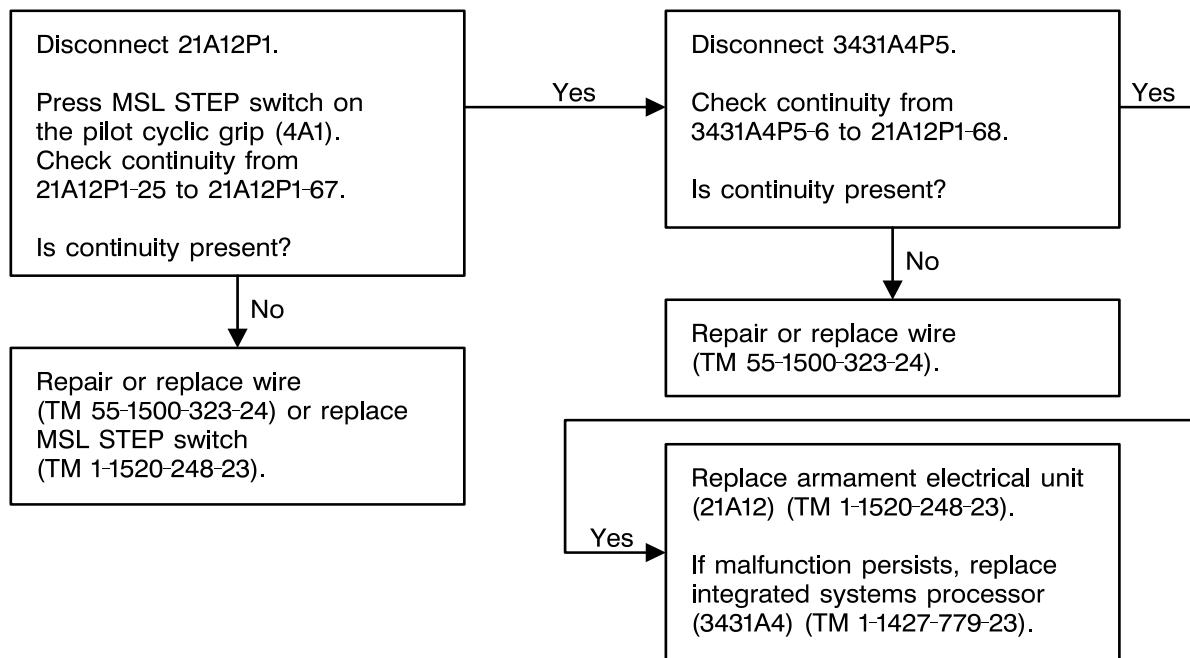 Disconnect 21A12P1.
Press MSL STEP switch on
the pilot cyclic grip (4A1).
Check continuity from
21A12P1-25 to 21A12P1-67.
Is continuity present?
Yes
Disconnect 3431A4P5.
Check continuity from
3431A4P5-6 to 21A12P1-68.
Is continuity present?
Yes
No
Repair or replace wire
(TM 55-1500-323-24) or replace
MSL STEP switch
(TM 1-1520-248-23).
No
Repair or replace wire
(TM 55-1500-323-24).
Yes
Replace armament electrical unit
(21A12) (TM 1-1520-248-23).
If malfunction persists, replace
integrated systems processor
(3431A4) (TM 1-1427-779-23).